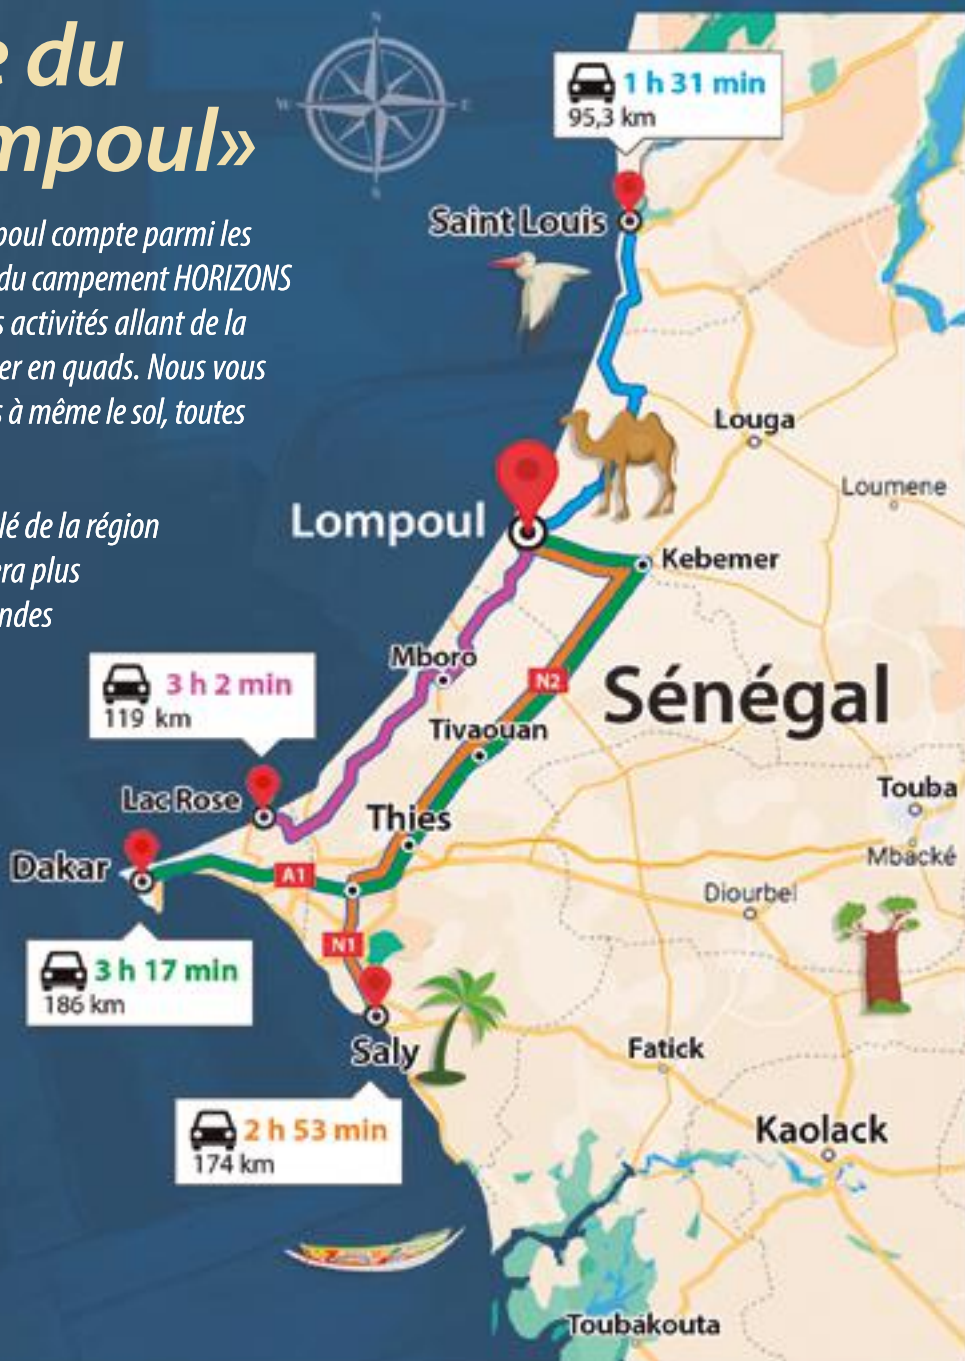 e du
mpoul»
poul compte parmi les
du campement HORIZONS
s activités allant de la
er en quads. Nous vous
s à même le sol, toutes
lé de la région
era plus
ndes
N
W
E
S
1 h 31 min
95,3 km
Saint Louis
Louga
Loumene
Lompoul
Kebemer
Mboro
N2
Sénégal
3 h 2 min
119 km
Tivaouan
Lac Rose
Thies
Touba
Dakar
A1
Mbacké
Diourbel
N1
3 h 17 min
186 km
Saly
Fatick
2 h 53 min
174 km
Kaolack
Toubakouta